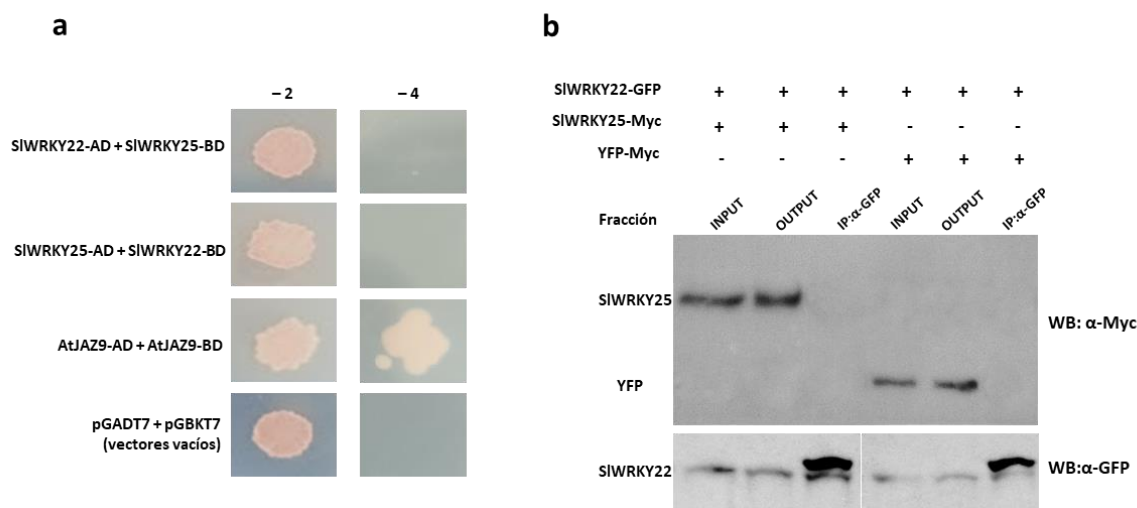 a
– 2
– 4
SlWRKY22-AD + SlWRKY25-BD
SlWRKY25-AD + SlWRKY22-BD
AtJAZ9-AD + AtJAZ9-BD
pGADT7 + pGBKT7
(vectores vacíos)
b
SlWRKY22-GFP + + + + + +
SlWRKY25-Myc + + + - - -
YFP-Myc - - - + + +
Fracción INPUT OUTPUT IP:α-GFP INPUT OUTPUT IP:α-GFP
SlWRKY25
WB: α-Myc
YFP
SlWRKY22
WB:α-GFP